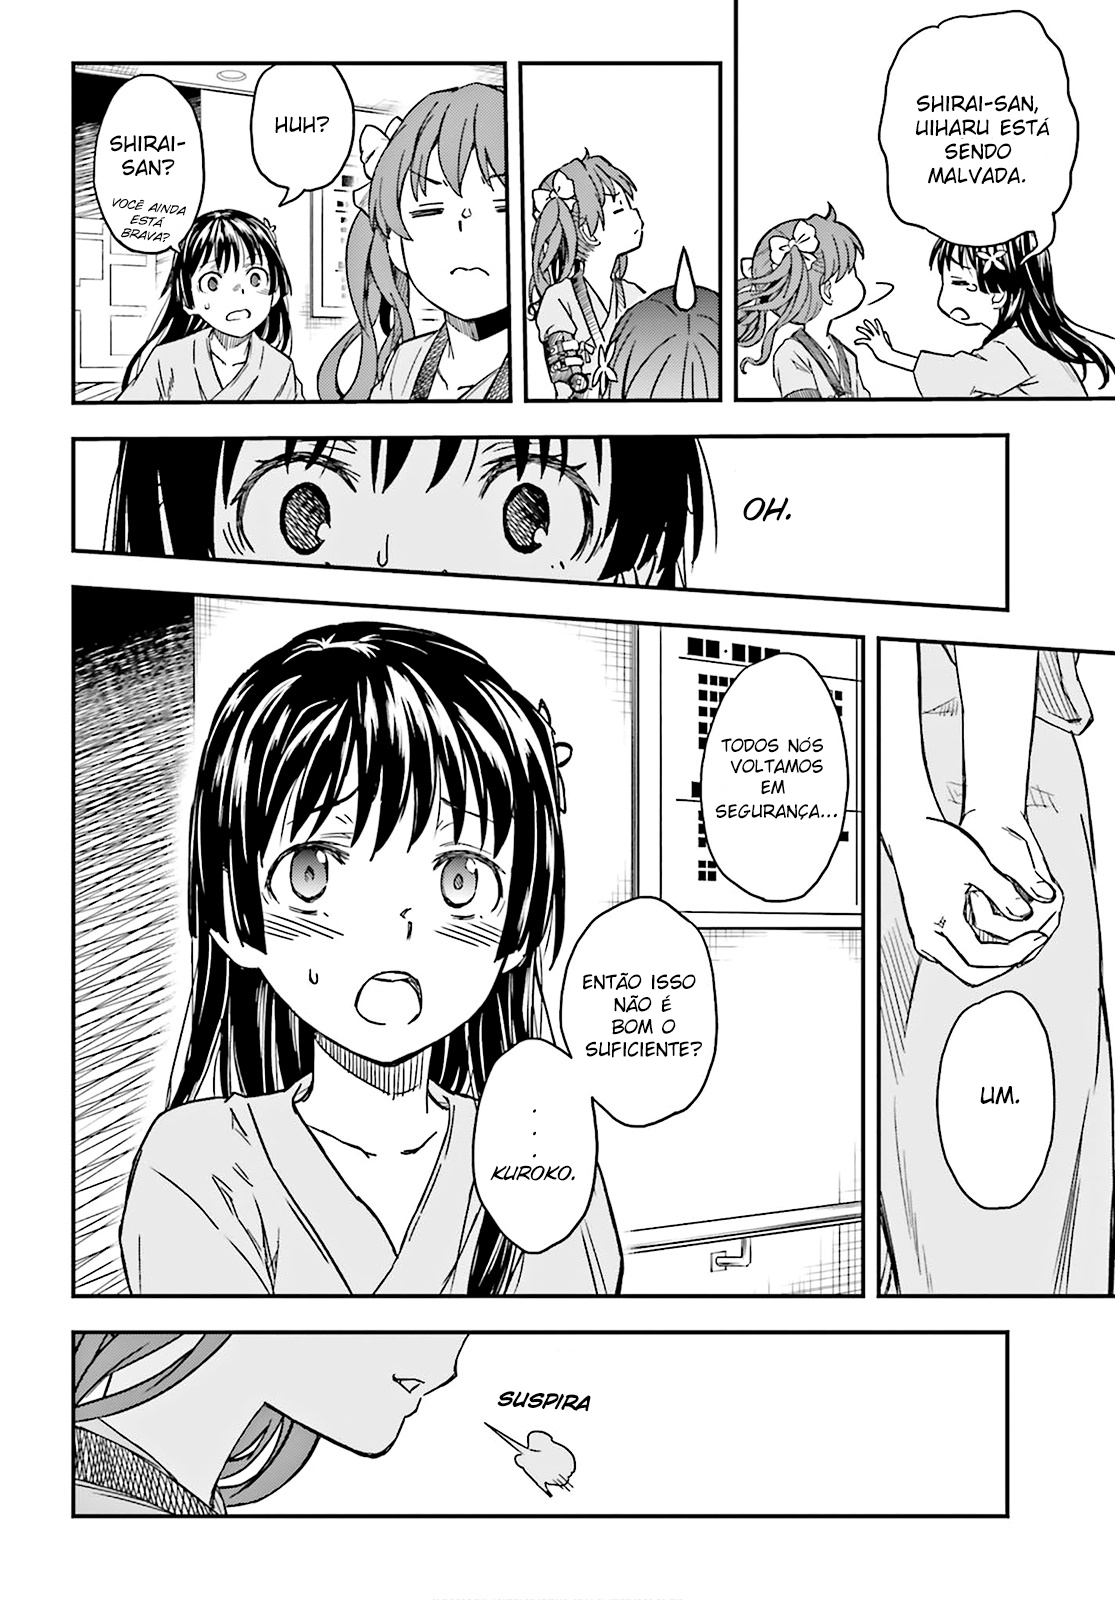 SHIRAI-SAN,
UIHARU ESTÁ
SENDO
MALVADA.
HUH?
SHIRAI-
SAN?
VOCÊ AINDA
ESTÁ
BRAVA?
OH.
UM.
TODOS NÓS
VOLTAMOS
EM
SEGURANÇA...
ENTÃO ISSO
NÃO É
BOM O
SUFICIENTE?
.
.
.
KUROKO.
SUSPIRA